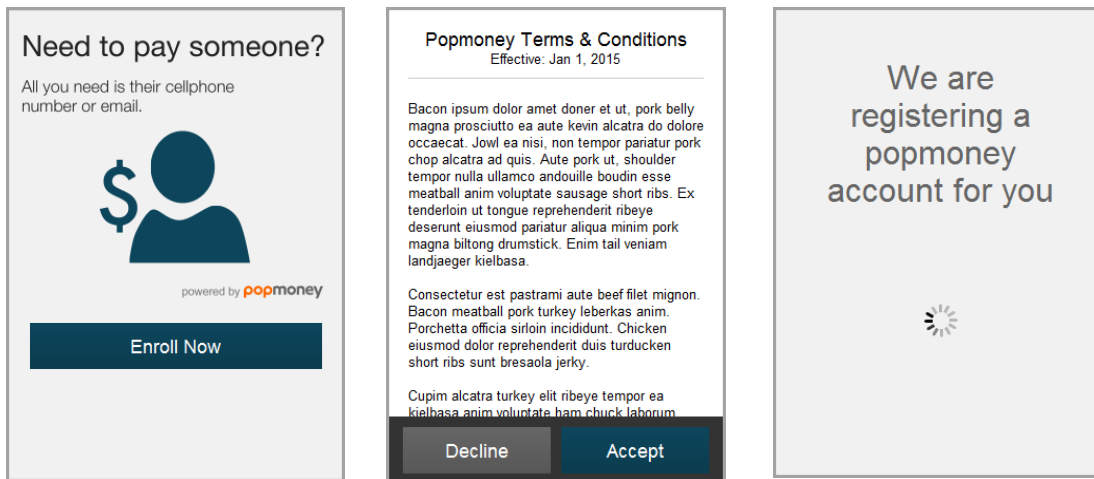 Need to pay someone?
All you need is their cellphone
number or email.
$
powered by popmoney
Enroll Now
Popmoney Terms & Conditions
Effective: Jan 1, 2015
Bacon ipsum dolor amet doner et ut, pork belly
magna prosciutto ea aute kevin alcatra do dolore
occaecat. Jowl ea nisi, non tempor pariatur pork
chop alcatra ad quis. Aute pork ut, shoulder
tempor nulla ullamco andouille boudin esse
meatball anim voluptate sausage short ribs. Ex
tenderloin ut tongue reprehenderit ribeye
deserunt eiusmod pariatur aliqua minim pork
magna biltong drumstick. Enim tail veniam
landjaeger kielbasa.
Consectetur est pastrami aute beef filet mignon.
Bacon meatball pork turkey leberkas anim.
Porchetta officia sirloin incididunt. Chicken
eiusmod dolor reprehenderit duis turducken
short ribs sunt bresaola jerky.
Cupim alcatra turkey elit ribeye tempor ea
kielbasa anim voluptate ham chuck laborum
Decline
Accept
We are
registering a
popmoney
account for you